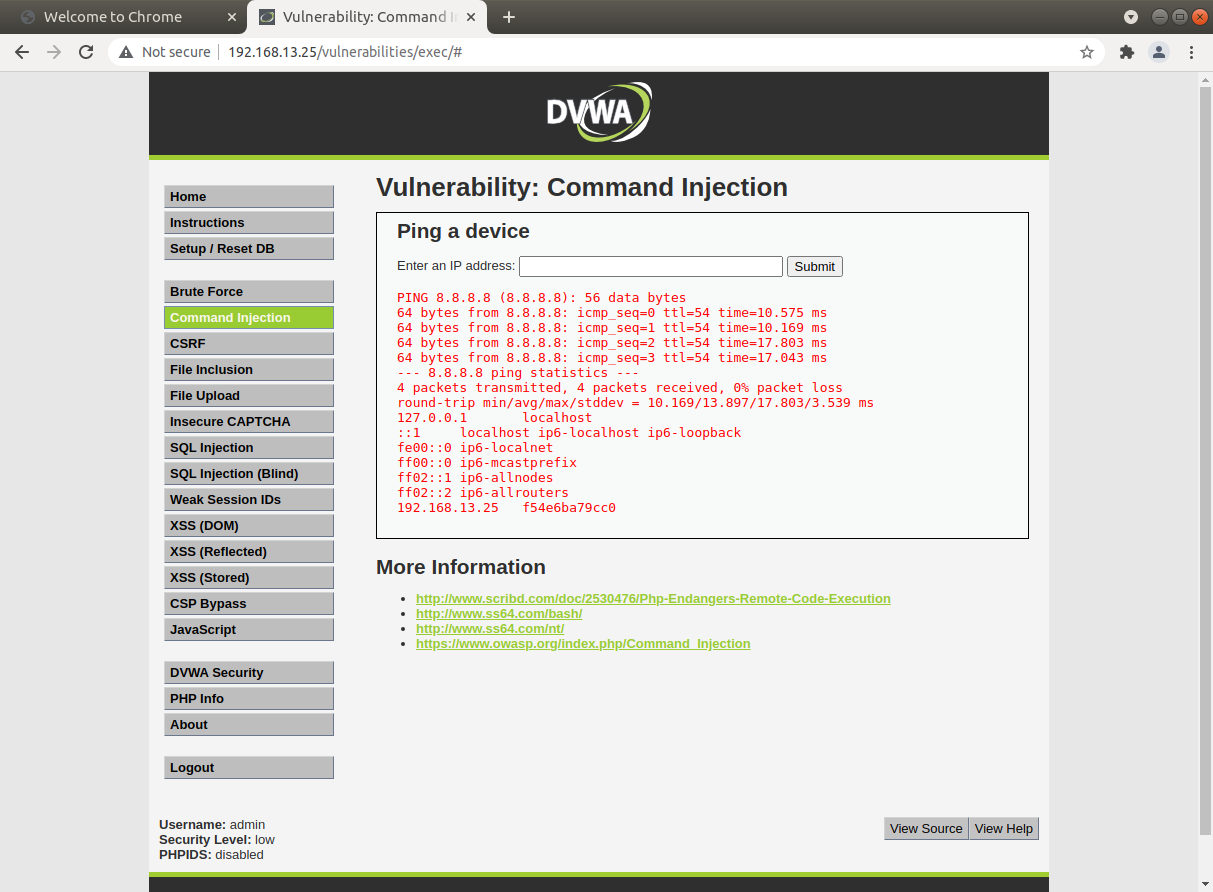 Welcome to Chrome
Vulnerability: Command I
Not secure
192.168.13.25/vulnerabilities/exec/#
DVWA
Home
Instructions
Setup / Reset DB
Brute Force
Command Injection
CSRF
File Inclusion
File Upload
Insecure CAPTCHA
SQL Injection
SQL Injection (Blind)
Weak Session IDs
XSS (DOM)
XSS (Reflected)
XSS (Stored)
CSP Bypass
JavaScript
DVWA Security
PHP Info
About
Logout
Vulnerability: Command Injection
Ping a device
Enter an IP address: Submit
PING 8.8.8.8 (8.8.8.8): 56 data bytes
64 bytes from 8.8.8.8: icmp_seq=0 ttl=54 time=10.575 ms
64 bytes from 8.8.8.8: icmp_seq=1 ttl=54 time=10.169 ms
64 bytes from 8.8.8.8: icmp_seq=2 ttl=54 time=17.803 ms
64 bytes from 8.8.8.8: icmp_seq=3 ttl=54 time=17.043 ms
--- 8.8.8.8 ping statistics ---
4 packets transmitted, 4 packets received, 0% packet loss
round-trip min/avg/max/stddev = 10.169/13.897/17.803/3.539 ms
127.0.0.1 localhost
::1 localhost ip6-localhost ip6-loopback
fe00::0 ip6-localnet
ff00::0 ip6-mcastprefix
ff02::1 ip6-allnodes
ff02::2 ip6-allrouters
192.168.13.25 f54e6ba79cc0
More Information
http://www.scribd.com/doc/2530476/Php-Endangers-Remote-Code-Execution
http://www.ss64.com/bash/
http://www.ss64.com/nt/
https://www.owasp.org/index.php/Command_Injection
Username: admin
Security Level: low
PHPIDS: disabled
View Source View Help